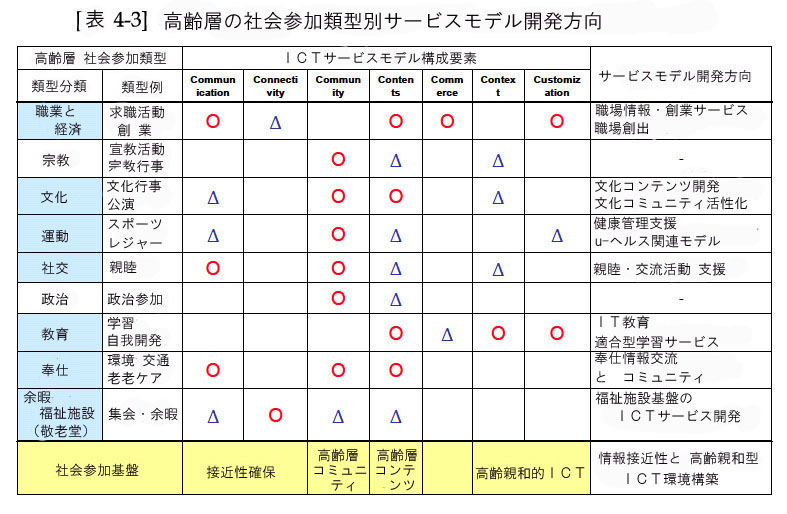 [표 4-3] 高齢層の社会参加類型別サービスモデル開発方向
高齢層 社会参加類型
ＩＣＴサービスモデル構成要素
サービスモデル開発方向
類型分類
類型例
Commun
ication
Connecti
vity
Commu
nity
Conten
ts
Comm
erce
Contex
t
Customiz
ation
職業と
経済
求職活動
創 業
O Δ O O O
職場情報・創業サービス
職場創出
宗教
宣教活動
宗教行事
O Δ Δ
-
文化
文化行事
公演
Δ O O Δ
文化コンテンツ開発
文化コミュニティ活性化
運動
スポーツ
レジャー
Δ O Δ Δ
健康管理支援
u-ヘルス関連モデル
社交
親睦
O O Δ Δ
親睦・交流活動 支援
政治
政治参加
O Δ
-
教育
学習
自我開発
O Δ O O
ＩＴ教育
適合型学習サービス
奉仕
環境・交通
老老ケア
O O O
奉仕情報交流
と コミュニティ
余暇
福祉施設
（敬老堂）
集会・余暇
Δ O Δ Δ
福祉施設基盤の
ＩＣＴサービス開発
社会参加基盤
接近性確保
高齢層
コミュニ
ティ
高齢層
コンテ
ンツ
高齢親和的ＩＣＴ
情報接近性と 高齢親和型
ＩＣＴ環境構築